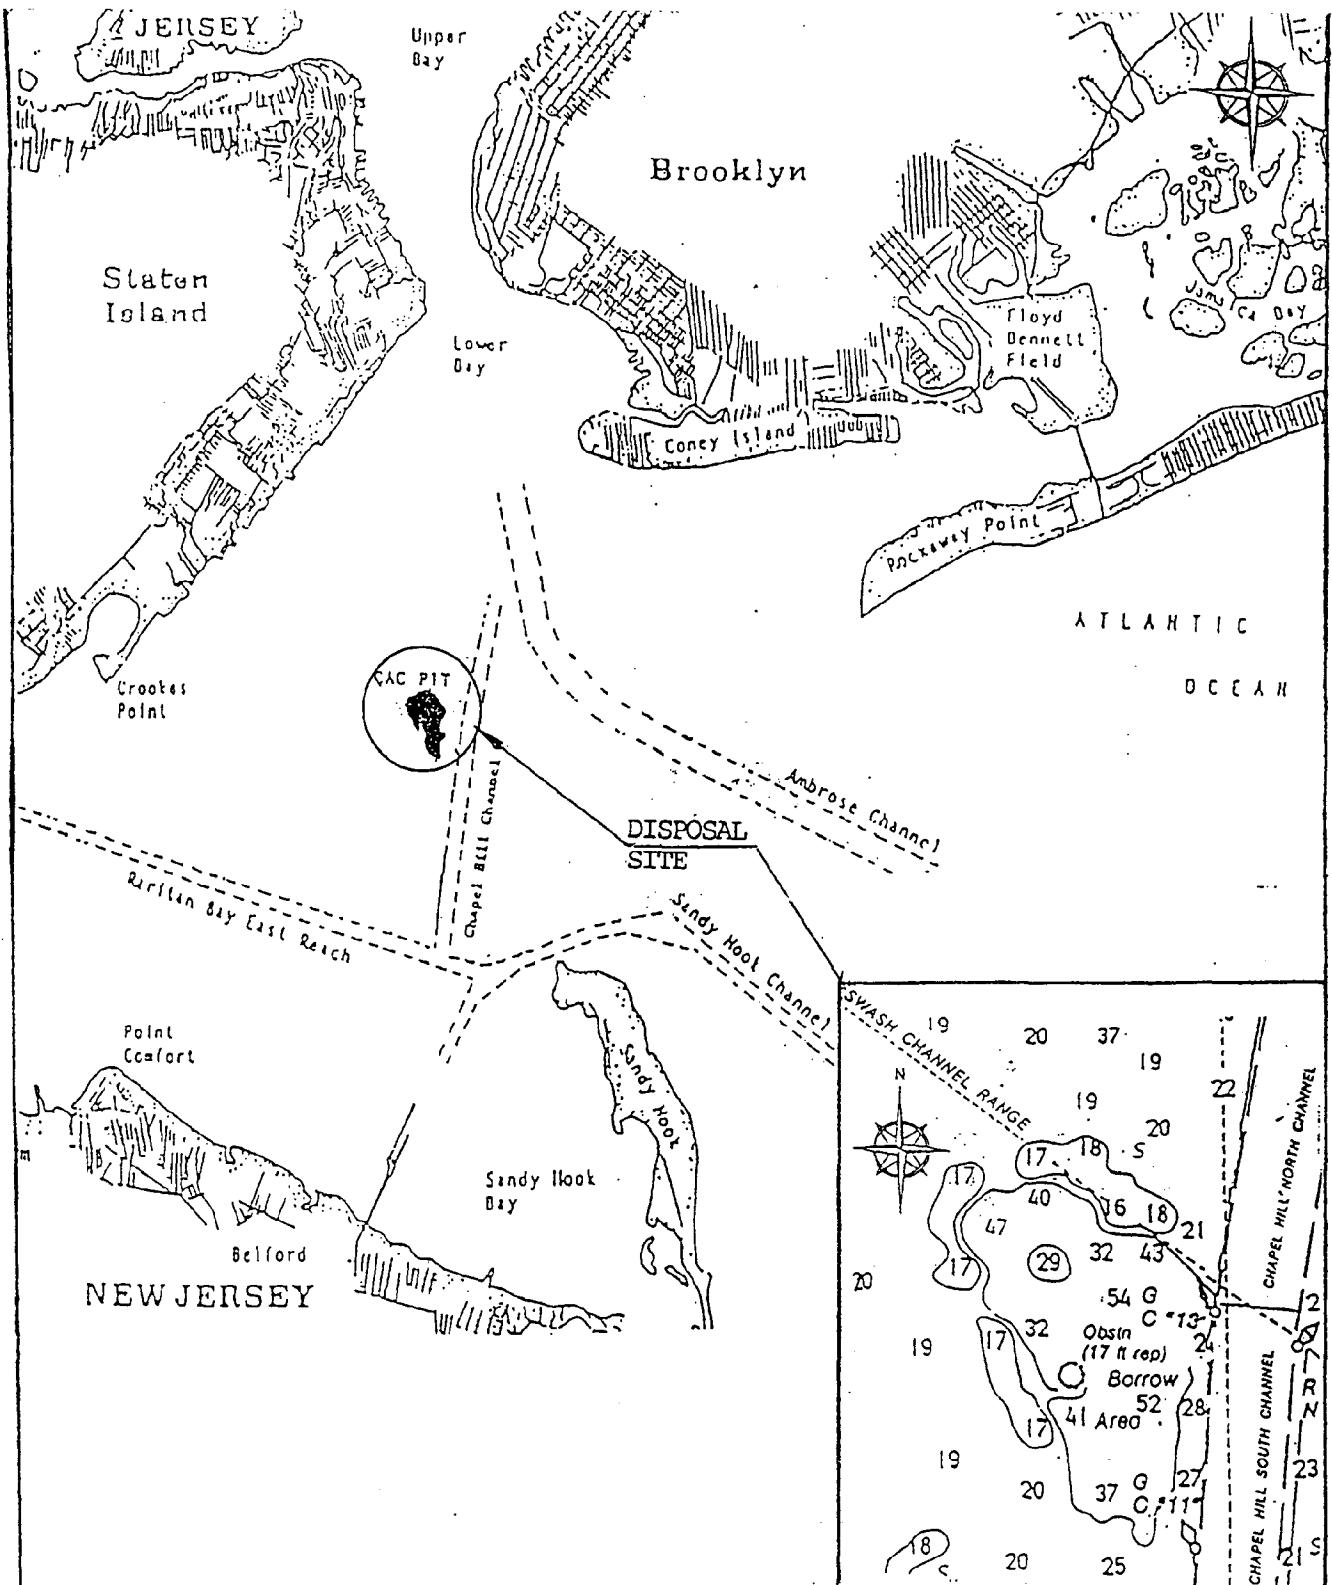 JERSEY
Upper
Bay
Brooklyn
Staten
Island
Lower
Bay
Floyd
Bennett
Field
Coney Island
Rockaway Point
ATLANTIC
OCEAN
Crookes
Point
CAC PIT
Chapel Hill Channel
Ambrose Channel
DISPOSAL
SITE
Raritan Bay East Reach
Sandy Hook Channel
Point
Comfort
Sandy Hook
Sandy Hook
Bay
Belford
NEW JERSEY
SWASH CHANNEL RANGE
19 20 37 19
N
22
19 20
17 18 S
17
40 16 18 21
47 32 43
17 29
20
54 G
C "13"
2
CHAPEL HILL NORTH CHANNEL
17 32
Obstn
(17 ft rep)
19
Borrow
52 28
R
N
17 41 Area
CHAPEL HILL SOUTH CHANNEL
19
20 37 G 27 23
C "11"
18
S
20 25 21 S